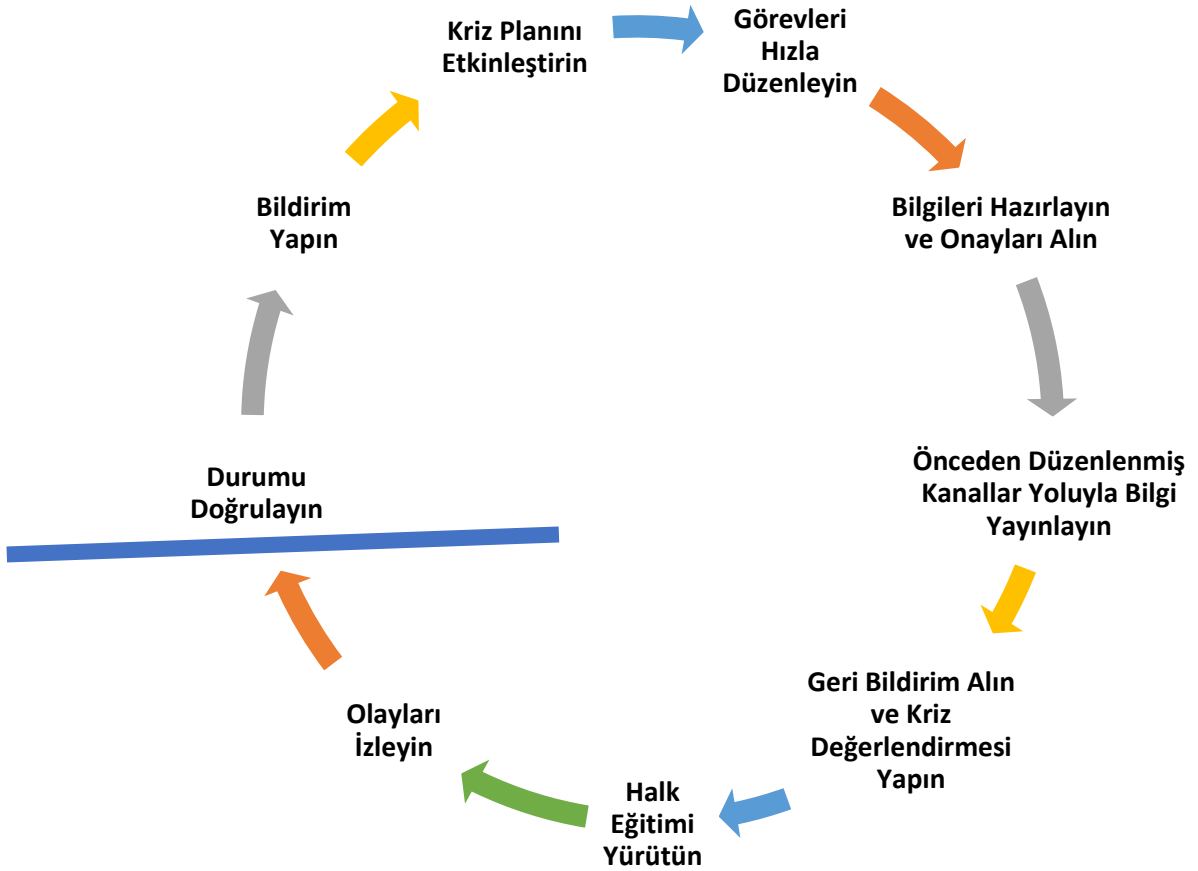 Kriz Planını
Etkinleştirin
Görevleri
Hızla
Düzenleyin
Bilgileri Hazırlayın
ve Onayları Alın
Önceden Düzenlenmiş
Kanallar Yoluyla Bilgi
Yayınlayın
Geri Bildirim Alın
ve Kriz
Değerlendirmesi
Yapın
Halk
Eğitimi
Yürütün
Olayları
İzleyin
Durumu
Doğrulayın
Bildirim
Yapın